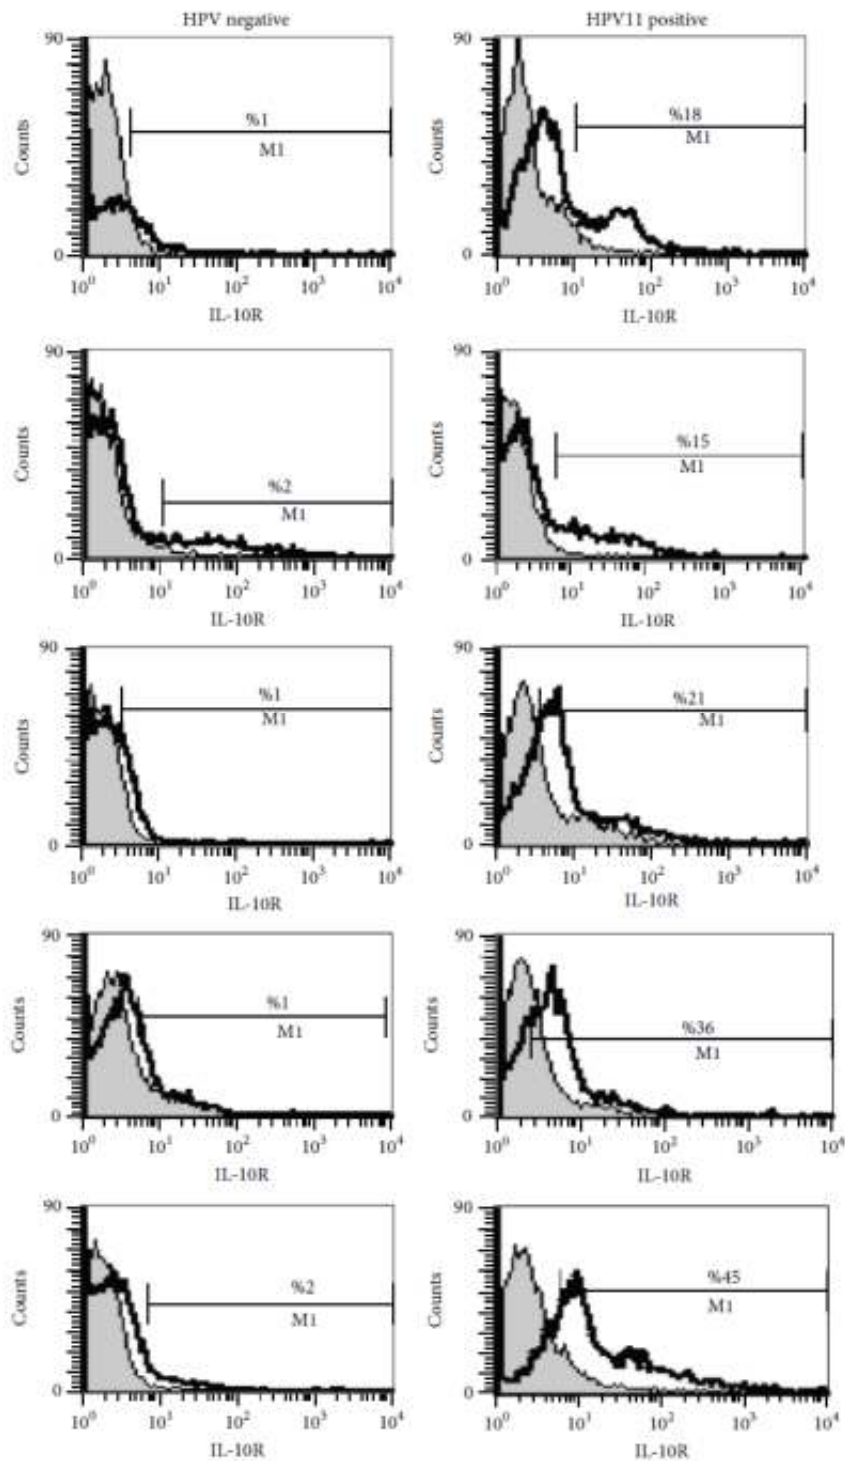 HPV negative HPV11 positive
90 90
%1 %18
Counts M1 Counts M1
0 0
10^0 10^1 10^2 10^3 10^4 10^0 10^1 10^2 10^3 10^4
IL-10R IL-10R
90 90
%2 %15
Counts M1 Counts M1
0 0
10^0 10^1 10^2 10^3 10^4 10^0 10^1 10^2 10^3 10^4
IL-10R IL-10R
90 90
%1 %21
Counts M1 Counts M1
0 0
10^0 10^1 10^2 10^3 10^4 10^0 10^1 10^2 10^3 10^4
IL-10R IL-10R
90 90
%1 %36
Counts M1 Counts M1
0 0
10^0 10^1 10^2 10^3 10^4 10^0 10^1 10^2 10^3 10^4
IL-10R IL-10R
90 90
%2 %45
Counts M1 Counts M1
0 0
10^0 10^1 10^2 10^3 10^4 10^0 10^1 10^2 10^3 10^4
IL-10R IL-10R